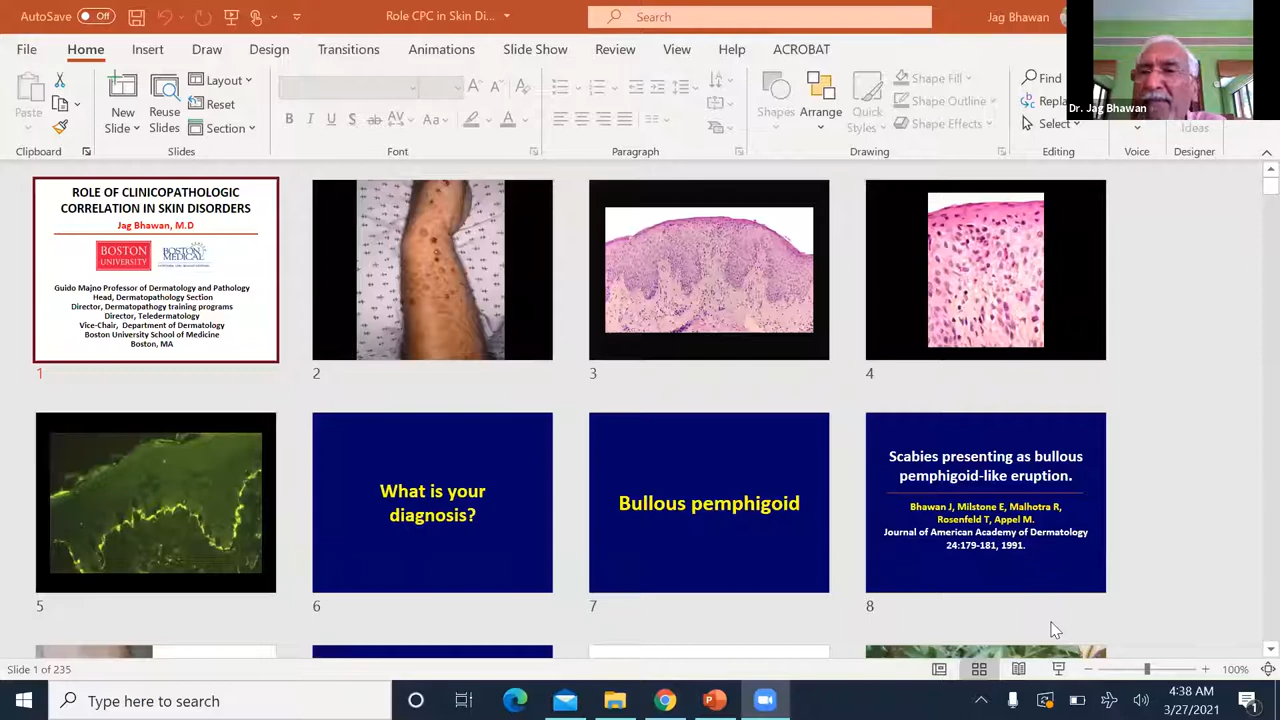 AutoSave Off
Role CPC in Skin Di...
Search
Jag Bhawan
File Home Insert Draw Design Transitions Animations Slide Show Review View Help ACROBAT
Paste
Clipboard
New Slide
Reuse Slides
Layout
Reset
Section
Slides
B I U S ab AV Aa A
Font
Paragraph
Shapes
Arrange
Quick Styles
Shape Fill
Shape Outline
Shape Effects
Drawing
Find
Select
Editing
Voice
Ideas
Designer
Dr. Jag Bhawan
ROLE OF CLINICOPATHOLOGIC
CORRELATION IN SKIN DISORDERS
Jag Bhawan, M.D
BOSTON
UNIVERSITY
BOSTON
MEDICAL
Guido Majno Professor of Dermatology and Pathology
Head, Dermatopathology Section
Director, Dermatopathogy training programs
Director, Teledermatology
Vice-Chair, Department of Dermatology
Boston University School of Medicine
Boston, MA
1
2
3
4
5
What is your
diagnosis?
6
Bullous pemphigoid
7
Scabies presenting as bullous
pemphigoid-like eruption.
Bhawan J, Milstone E, Malhotra R,
Rosenfeld T, Appel M.
Journal of American Academy of Dermatology
24:179-181, 1991.
8
Slide 1 of 235
100%
Type here to search
4:38 AM
3/27/2021
1